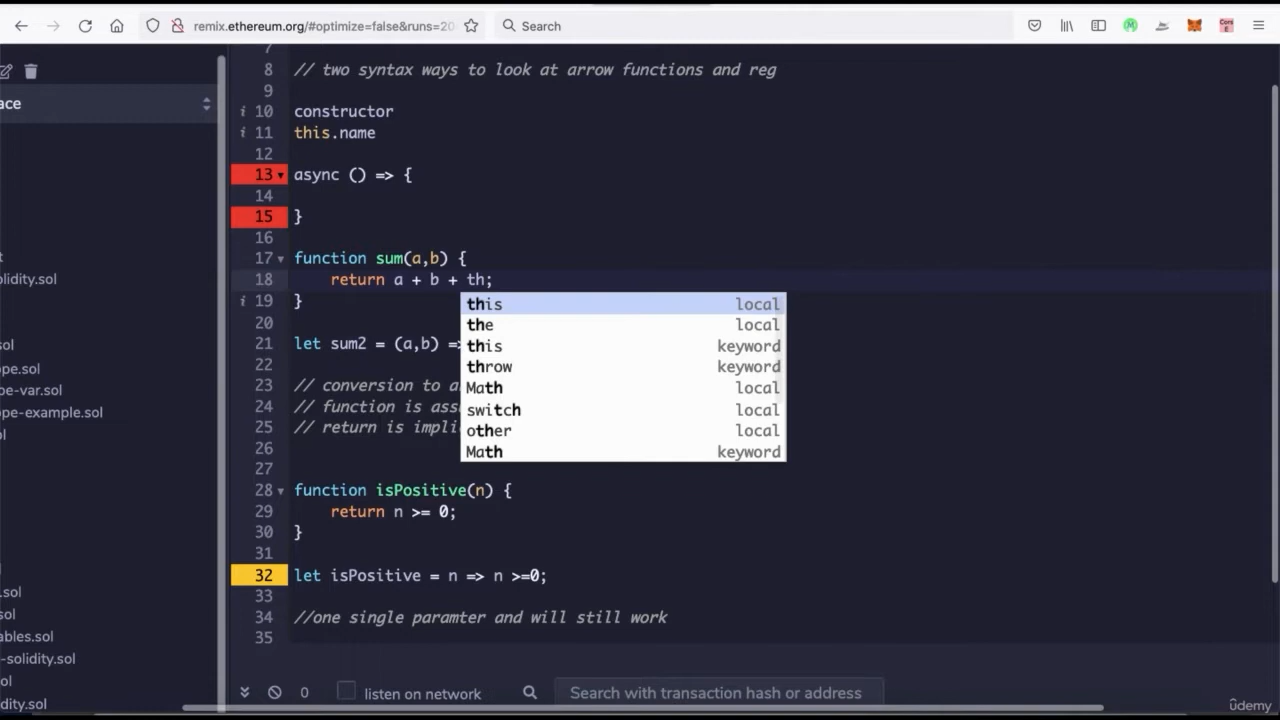 remix.ethereum.org/#optimize=false&runs=20
Search
ace
t
olidity.sol
ol
pe.sol
pe-var.sol
ope-example.sol
ol
l
.sol
sol
ables.sol
-solidity.sol
ol
idity.sol
7
8 // two syntax ways to look at arrow functions and reg
9
i 10 constructor
i 11 this.name
12
13 async () => {
14
15 }
16
17 function sum(a,b) {
18 return a + b + th;
i 19 }
20
21 let sum2 = (a,b) =>
22
23 // conversion to a
24 // function is ass
25 // return is impli
26
27
28 function isPositive(n) {
29 return n >= 0;
30 }
31
32 let isPositive = n => n >=0;
33
34 //one single paramter and will still work
35
this local
the local
this keyword
throw keyword
Math local
switch local
other local
Math keyword
0 listen on network Search with transaction hash or address
ûdemy